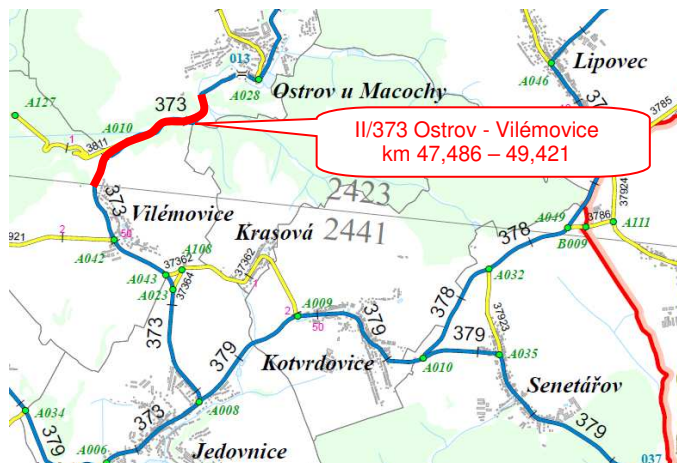 013
Lipovec
A046
A028
Ostrov u Macochy
A127
373
A010
3785
II/373 Ostrov - Vilémovice
km 47,486 – 49,421
1
3811
2423
373
Vilémovice
37924
2
50
Krasová
2441
A049
3786
A111
921
A042
A108
378
B009
37362
A043
37362
A032
A023
37364
378
A009
2
50
37923
373
379
379
379
A010
A035
Kotvrdovice
Senetářov
A034
373
A008
379
A006
Jedovnice
379
037